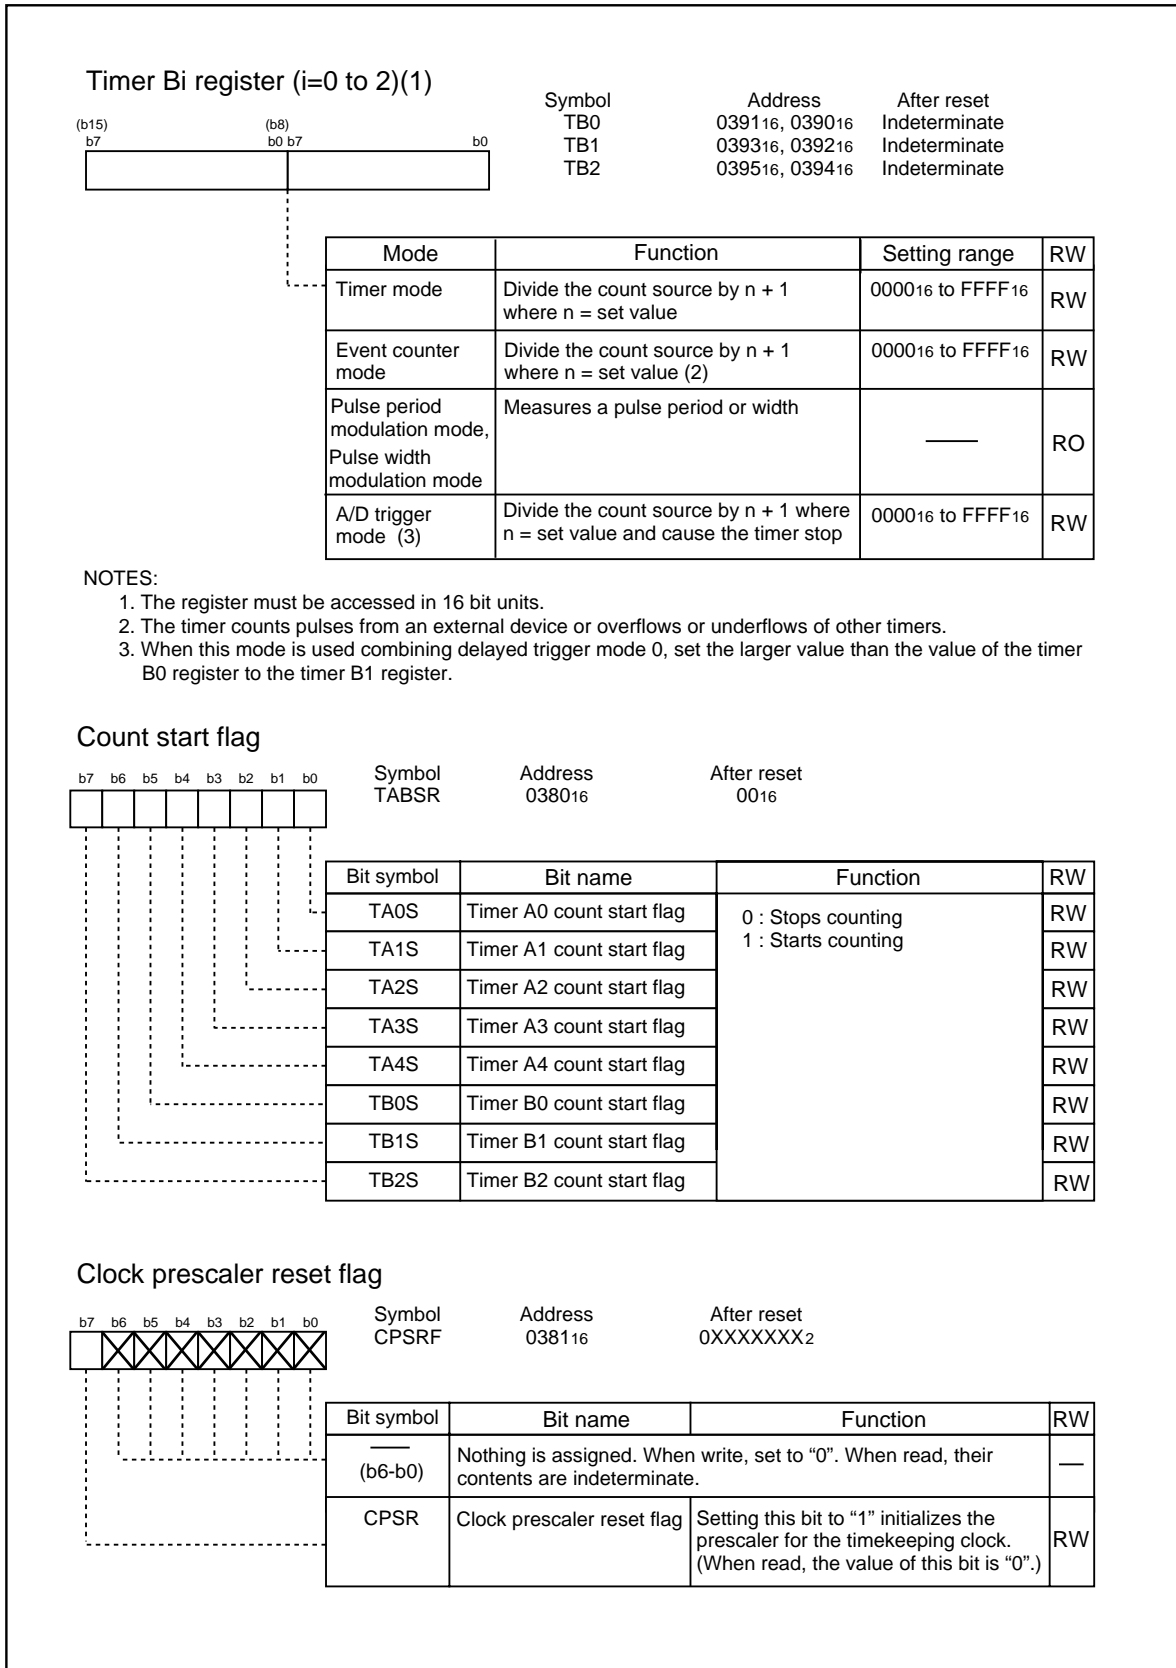 Timer Bi register (i=0 to 2)(1)
Symbol Address After reset
TB0 039116, 039016 Indeterminate
TB1 039316, 039216 Indeterminate
TB2 039516, 039416 Indeterminate
(b15) (b8)
b7 b0 b7 b0
Mode Function Setting range RW
Timer mode Divide the count source by n + 1 000016 to FFFF16 RW
where n = set value
Event counter Divide the count source by n + 1 000016 to FFFF16 RW
mode where n = set value (2)
Pulse period Measures a pulse period or width
modulation mode, — RO
Pulse width
modulation mode
A/D trigger Divide the count source by n + 1 where 000016 to FFFF16 RW
mode (3) n = set value and cause the timer stop
NOTES:
1. The register must be accessed in 16 bit units.
2. The timer counts pulses from an external device or overflows or underflows of other timers.
3. When this mode is used combining delayed trigger mode 0, set the larger value than the value of the timer
B0 register to the timer B1 register.
Count start flag
b7 b6 b5 b4 b3 b2 b1 b0
Symbol Address After reset
TABSR 038016 0016
Bit symbol Bit name Function RW
TA0S Timer A0 count start flag 0 : Stops counting RW
TA1S Timer A1 count start flag 1 : Starts counting RW
TA2S Timer A2 count start flag RW
TA3S Timer A3 count start flag RW
TA4S Timer A4 count start flag RW
TB0S Timer B0 count start flag RW
TB1S Timer B1 count start flag RW
TB2S Timer B2 count start flag RW
Clock prescaler reset flag
b7 b6 b5 b4 b3 b2 b1 b0
Symbol Address After reset
CPSRF 038116 0XXXXXXX2
Bit symbol Bit name Function RW
— Nothing is assigned. When write, set to “0”. When read, their —
(b6-b0) contents are indeterminate.
CPSR Clock prescaler reset flag Setting this bit to “1” initializes the
prescaler for the timekeeping clock. RW
(When read, the value of this bit is “0”.)